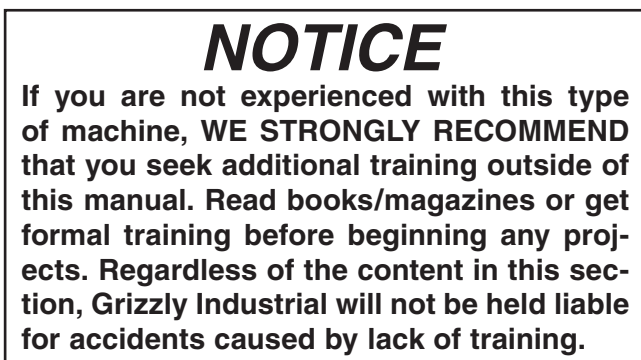 NOTICE
If you are not experienced with this type
of machine, WE STRONGLY RECOMMEND
that you seek additional training outside of
this manual. Read books/magazines or get
formal training before beginning any proj-
ects. Regardless of the content in this sec-
tion, Grizzly Industrial will not be held liable
for accidents caused by lack of training.